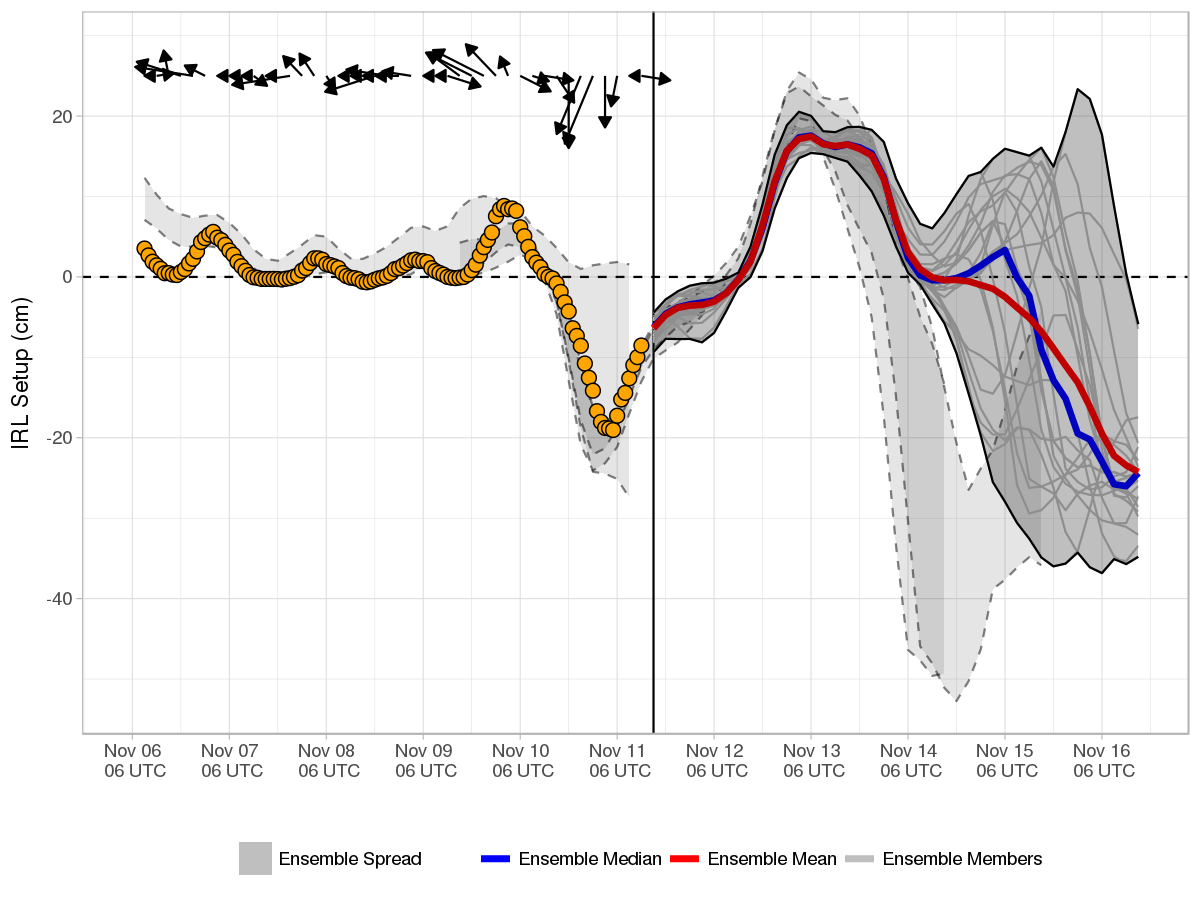 IRL Setup (cm)
20
0
-20
-40
Nov 06 Nov 07 Nov 08 Nov 09 Nov 10 Nov 11 Nov 12 Nov 13 Nov 14 Nov 15 Nov 16
06 UTC 06 UTC 06 UTC 06 UTC 06 UTC 06 UTC 06 UTC 06 UTC 06 UTC 06 UTC 06 UTC
Ensemble Spread Ensemble Median Ensemble Mean Ensemble Members